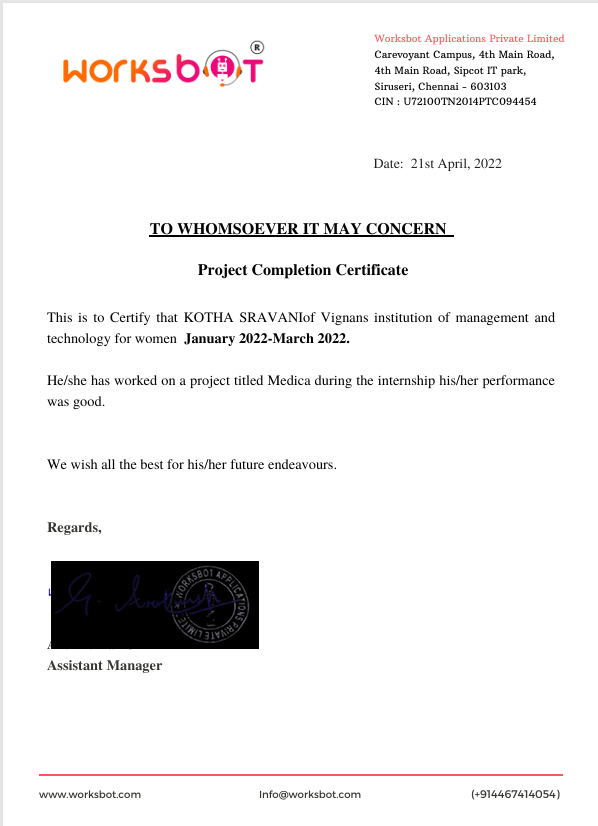 worksbot ®
Worksbot Applications Private Limited
Carevoyant Campus, 4th Main Road,
4th Main Road, Sipcot IT park,
Siruseri, Chennai - 603103
CIN : U72100TN2014PTC094454
Date: 21st April, 2022
TO WHOMSOEVER IT MAY CONCERN
Project Completion Certificate
This is to Certify that KOTHA SRAVANIof Vignans institution of management and
technology for women January 2022-March 2022.
He/she has worked on a project titled Medica during the internship his/her performance
was good.
We wish all the best for his/her future endeavours.
Regards,
WORKSBOT APPLICATIONS PRIVATE LIMITE
Assistant Manager
www.worksbot.com
Info@worksbot.com
(+914467414054)